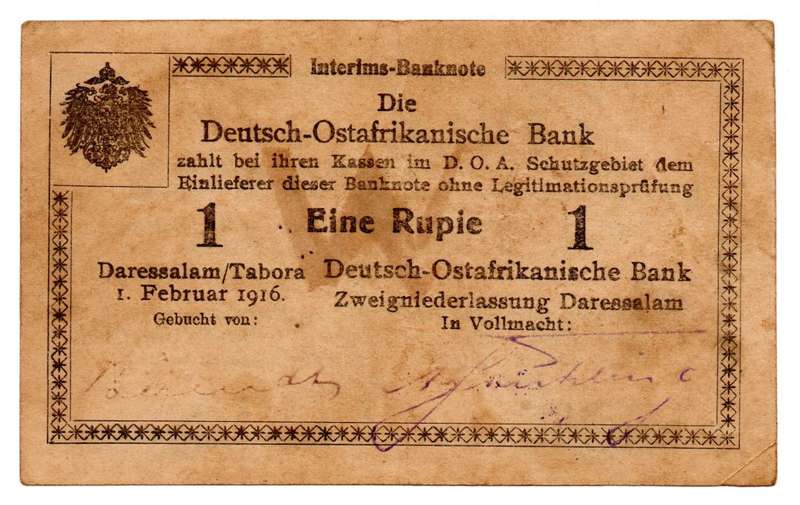 Interims-Banknote
Die
Deutsch-Ostafrikanische Bank
zahlt bei ihren Kassen im D. O. A. Schutzgebiet dem
Einlieferer dieser Banknote ohne Legitimationsprüfung
1 Eine Rupie 1
Daressalam/Tabora
1. Februar 1916.
Gebucht von:
Deutsch-Ostafrikanische Bank
Zweigniederlassung Daressalam
In Vollmacht: